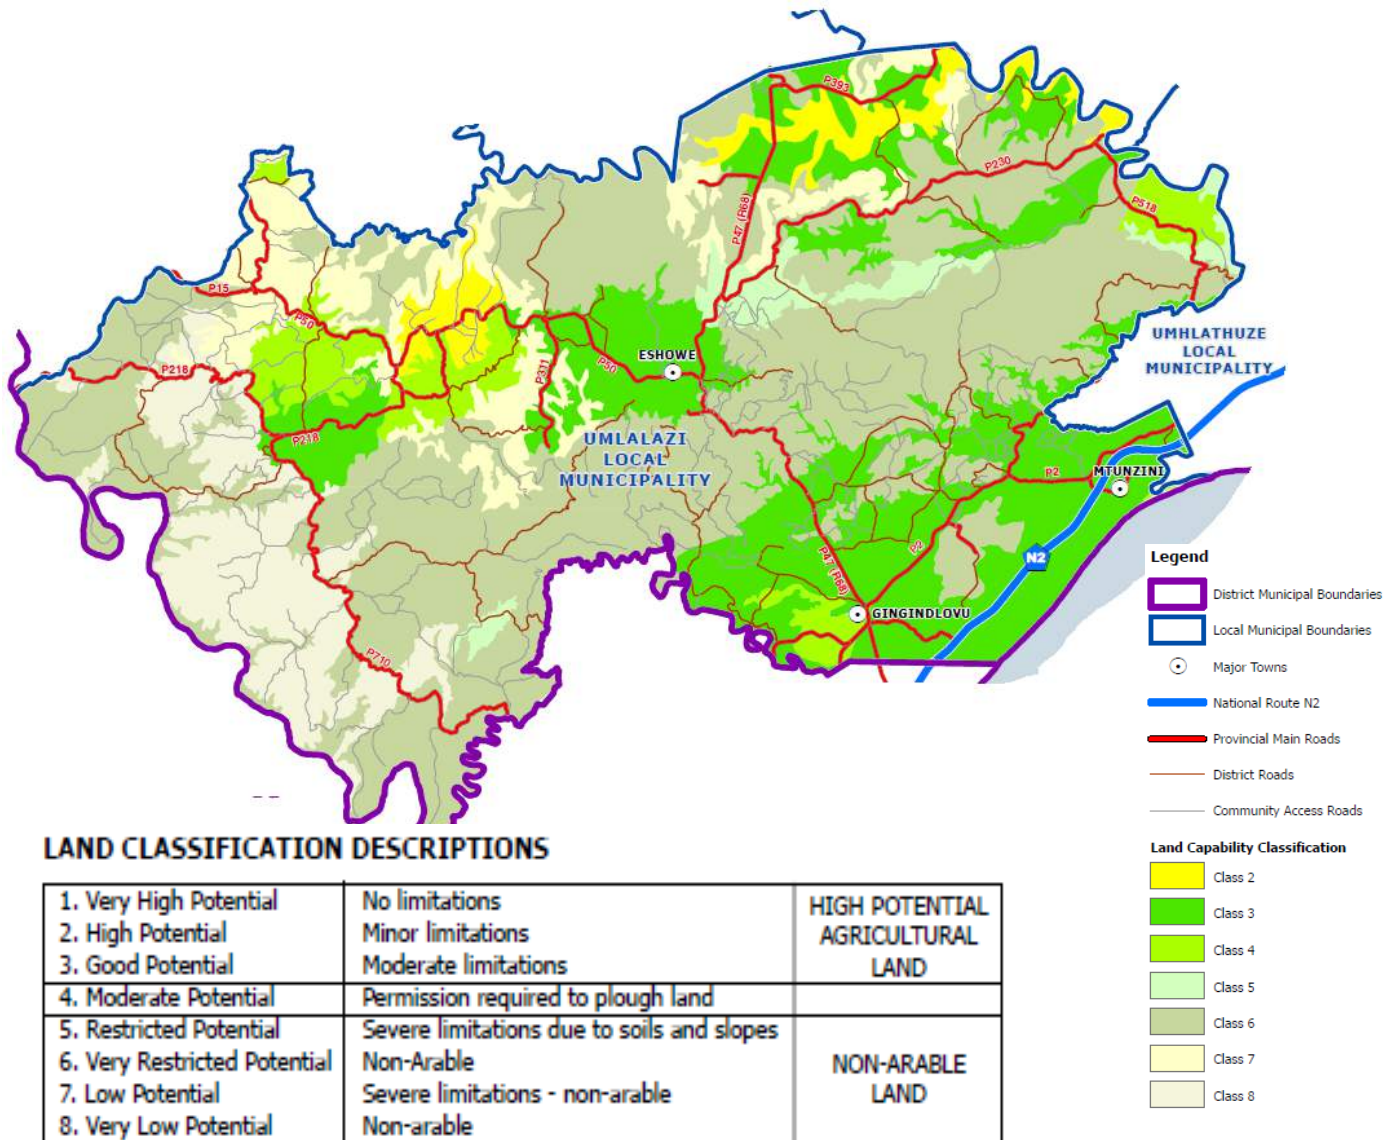 P393
P230
P518
P47 (R68)
P15
P50
P218
ESHOWE
P50
P311
P218
UMHLATHUZE
LOCAL
MUNICIPALITY
UMLALAZI
LOCAL
MUNICIPALITY
P2
MTUNZINI
P2
N2
P47 (R68)
GINGINDLOVU
P710
Legend
District Municipal Boundaries
Local Municipal Boundaries
Major Towns
National Route N2
Provincial Main Roads
District Roads
Community Access Roads
Land Capability Classification
Class 2
Class 3
Class 4
Class 5
Class 6
Class 7
Class 8
LAND CLASSIFICATION DESCRIPTIONS
1. Very High Potential No limitations HIGH POTENTIAL
2. High Potential Minor limitations AGRICULTURAL
3. Good Potential Moderate limitations LAND
4. Moderate Potential Permission required to plough land
5. Restricted Potential Severe limitations due to soils and slopes
6. Very Restricted Potential Non-Arable NON-ARABLE
7. Low Potential Severe limitations - non-arable LAND
8. Very Low Potential Non-arable